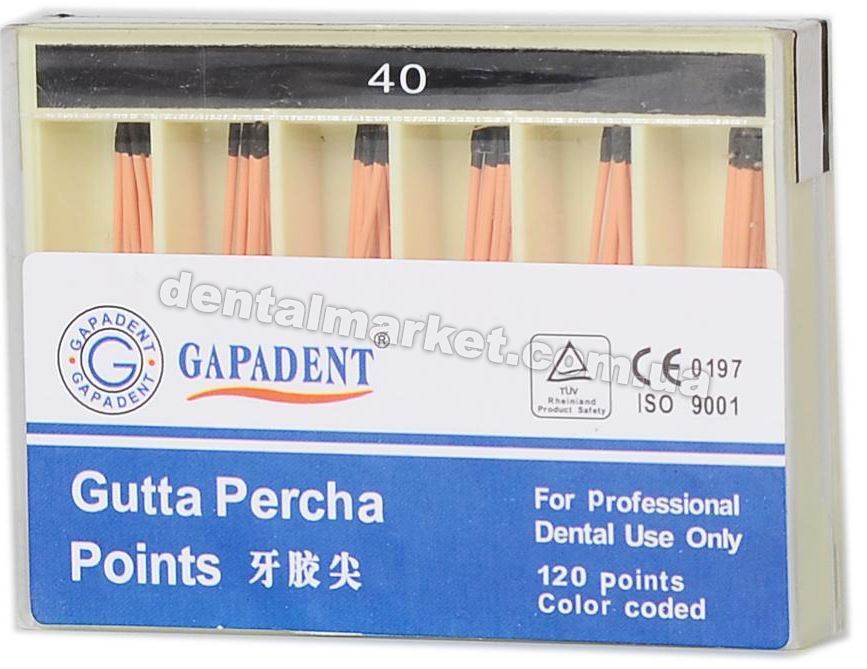 40
dentalmarket.com.ua
GAPADENT
G
GAPADENT
GAPADENT®
TÜV
Rheinland
Product Safety
CE 0197
ISO 9001
Gutta Percha
Points 牙胶尖
For Professional
Dental Use Only
120 points
Color coded